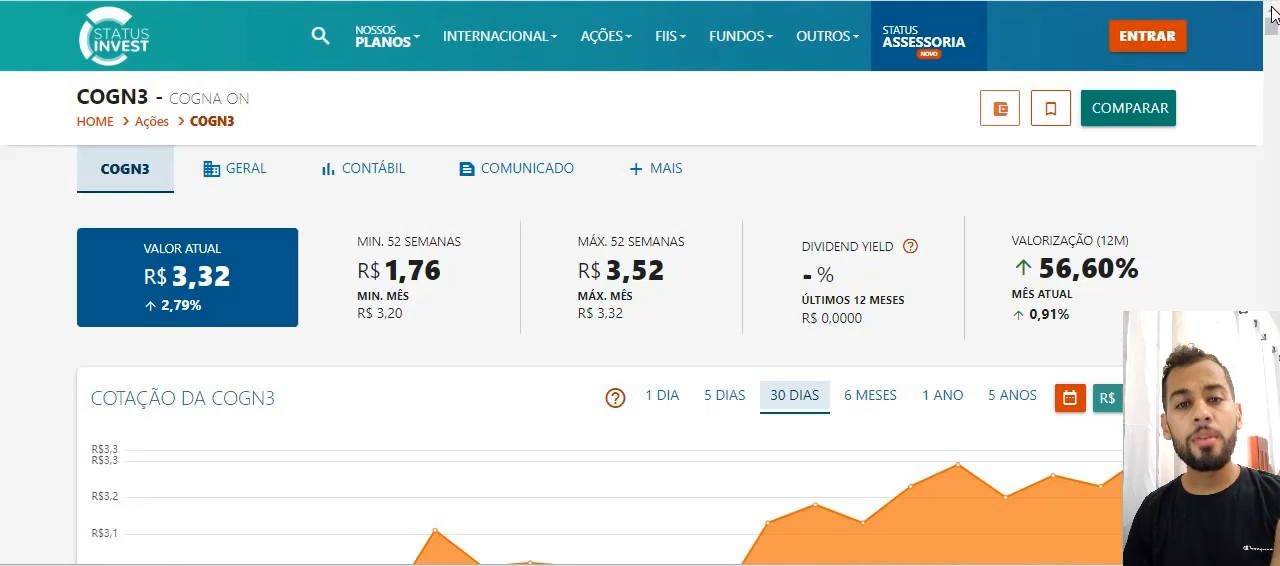 STATUS
INVEST
NOSSOS
PLANOS
INTERNACIONAL
AÇÕES
FIIS
FUNDOS
OUTROS
STATUS
ASSESSORIA
NOVO
ENTRAR
COGN3 - COGNA ON
HOME > Ações > COGN3
COMPARAR
COGN3
GERAL
CONTÁBIL
COMUNICADO
+ MAIS
VALOR ATUAL
R$ 3,32
↑ 2,79%
MIN. 52 SEMANAS
R$ 1,76
MIN. MÊS
R$ 3,20
MÁX. 52 SEMANAS
R$ 3,52
MÁX. MÊS
R$ 3,32
DIVIDEND YIELD ?
- %
ÚLTIMOS 12 MESES
R$ 0,0000
VALORIZAÇÃO (12M)
↑ 56,60%
MÊS ATUAL
↑ 0,91%
COTAÇÃO DA COGN3
?
1 DIA
5 DIAS
30 DIAS
6 MESES
1 ANO
5 ANOS
R$
R$3,3
R$3,3
R$3,2
R$3,1